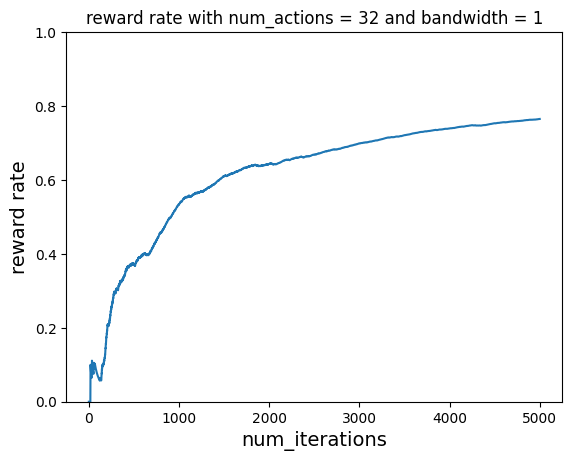 reward rate with num_actions = 32 and bandwidth = 1
1.0
0.8
0.6
0.4
0.2
0.0
reward rate
0 1000 2000 3000 4000 5000
num_iterations